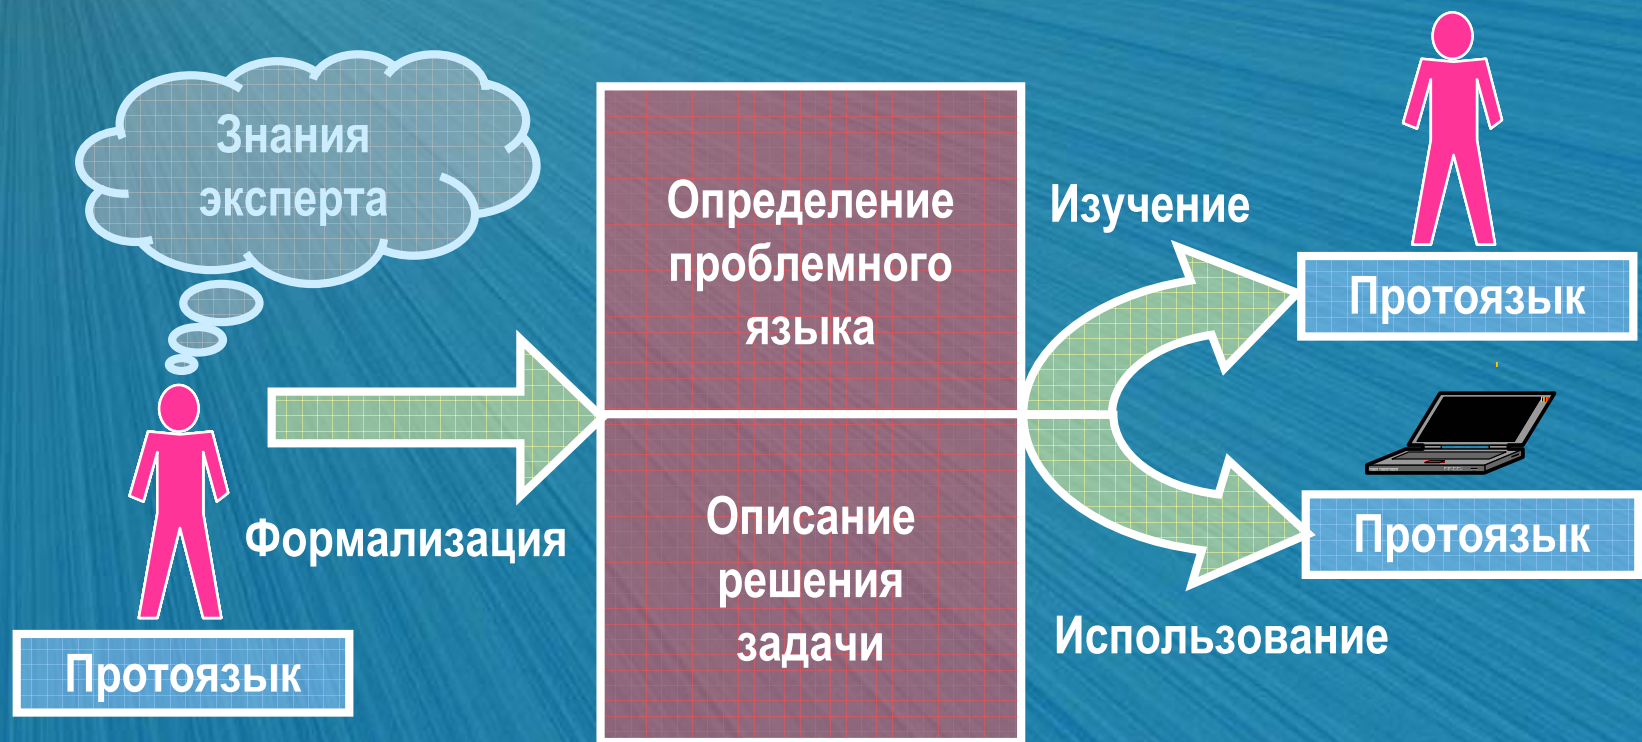 Знания
эксперта
Формализация
Протоязык
Определение
проблемного
языка
Описание
решения
задачи
Изучение
Протоязык
Протоязык
Использование